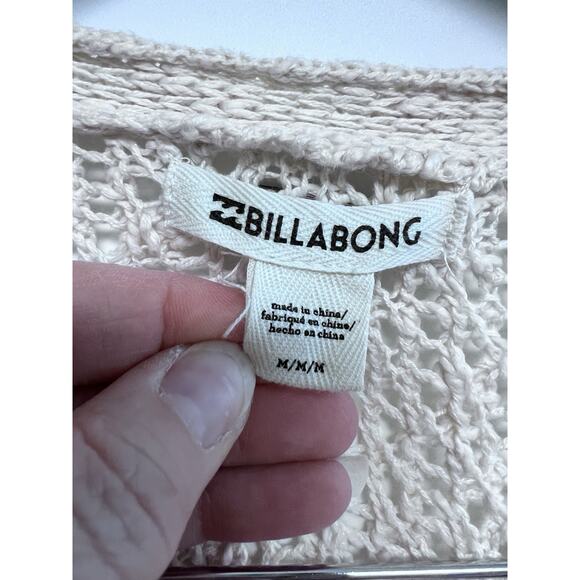 BILLABONG
made in china/
fabriqué en chine/
hecho en china
M/M/M